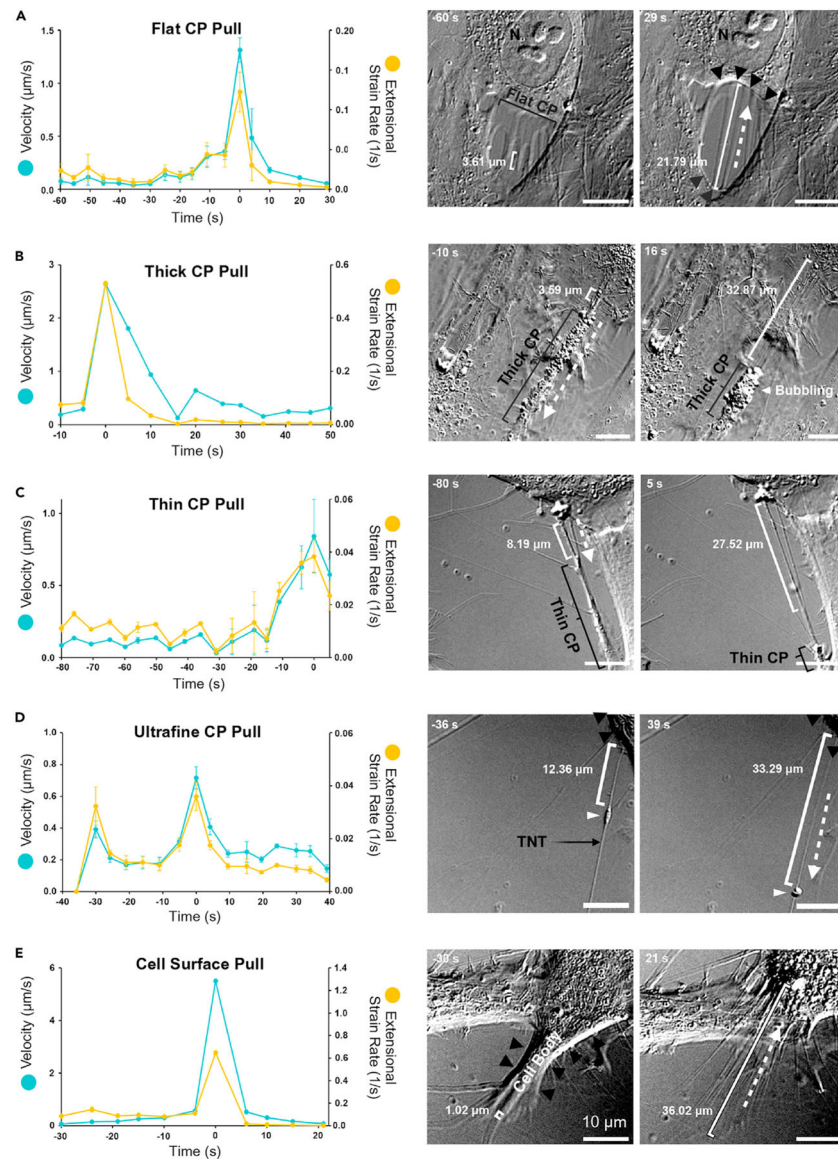 A
Flat CP Pull
Velocity (µm/s)
1.5
1.0
0.5
0.0
-60 -50 -40 -30 -20 -10 0 10 20 30
Time (s)
0.20
0.10
0.10
0.0
0.00
Extensional
Strain Rate (1/s)
-60 s
N
Flat CP
3.61 µm
29 s
N
21.79 µm
B
Thick CP Pull
Velocity (µm/s)
3
2
1
0
-10 0 10 20 30 40 50
Time (s)
0.6
0.4
0.2
0.0
Extensional
Strain Rate (1/s)
-10 s
3.59 µm
Thick CP
16 s
32.87 µm
Thick CP
Bubbling
C
Thin CP Pull
Velocity (µm/s)
1.0
0.5
0.0
-80 -70 -60 -50 -40 -30 -20 -10 0
Time (s)
0.06
0.04
0.02
0.00
Extensional
Strain Rate (1/s)
-80 s
8.19 µm
Thin CP
5 s
27.52 µm
Thin CP
D
Ultrafine CP Pull
Velocity (µm/s)
1.0
0.8
0.6
0.4
0.2
0.0
-40 -30 -20 -10 0 10 20 30 40
Time (s)
0.06
0.04
0.02
0.00
Extensional
Strain Rate (1/s)
-36 s
12.36 µm
TNT
39 s
33.29 µm
E
Cell Surface Pull
Velocity (µm/s)
6
4
2
0
-30 -20 -10 0 10 20
Time (s)
1.4
1.2
1.0
0.8
0.6
0.4
0.2
0.0
Extensional
Strain Rate (1/s)
-30 s
Cell Body
1.02 µm
10 µm
21 s
36.02 µm